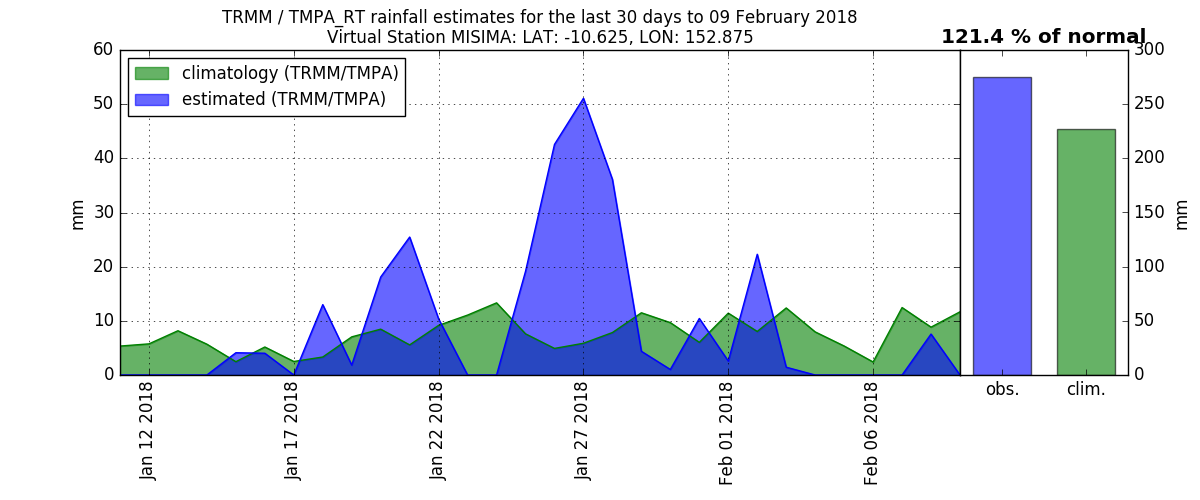 TRMM / TMPA_RT rainfall estimates for the last 30 days to 09 February 2018
Virtual Station MISIMA: LAT: -10.625, LON: 152.875
121.4 % of normal
climatology (TRMM/TMPA)
estimated (TRMM/TMPA)
60
50
40
30
20
10
0
mm
Jan 12 2018
Jan 17 2018
Jan 22 2018
Jan 27 2018
Feb 01 2018
Feb 06 2018
obs.
clim.
300
250
200
150
100
50
0
mm